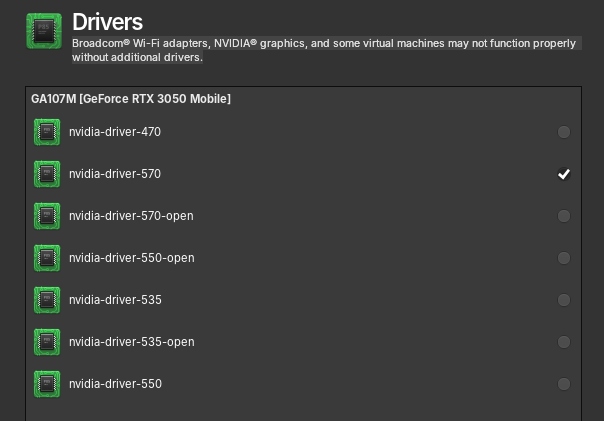 Drivers
Broadcom® Wi-Fi adapters, NVIDIA® graphics, and some virtual machines may not function properly
without additional drivers.
GA107M [GeForce RTX 3050 Mobile]
nvidia-driver-470
nvidia-driver-570
nvidia-driver-570-open
nvidia-driver-550-open
nvidia-driver-535
nvidia-driver-535-open
nvidia-driver-550